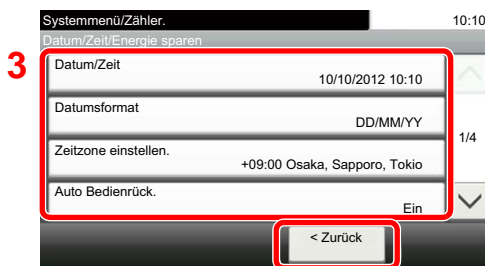 Systemmenü/Zähler.
10:10
Datum/Zeit/Energie sparen
3
Datum/Zeit
10/10/2012 10:10
Datumsformat
DD/MM/YY
1/4
Zeitzone einstellen.
+09:00 Osaka, Sapporo, Tokio
Auto Bedienrück.
Ein
< Zurück